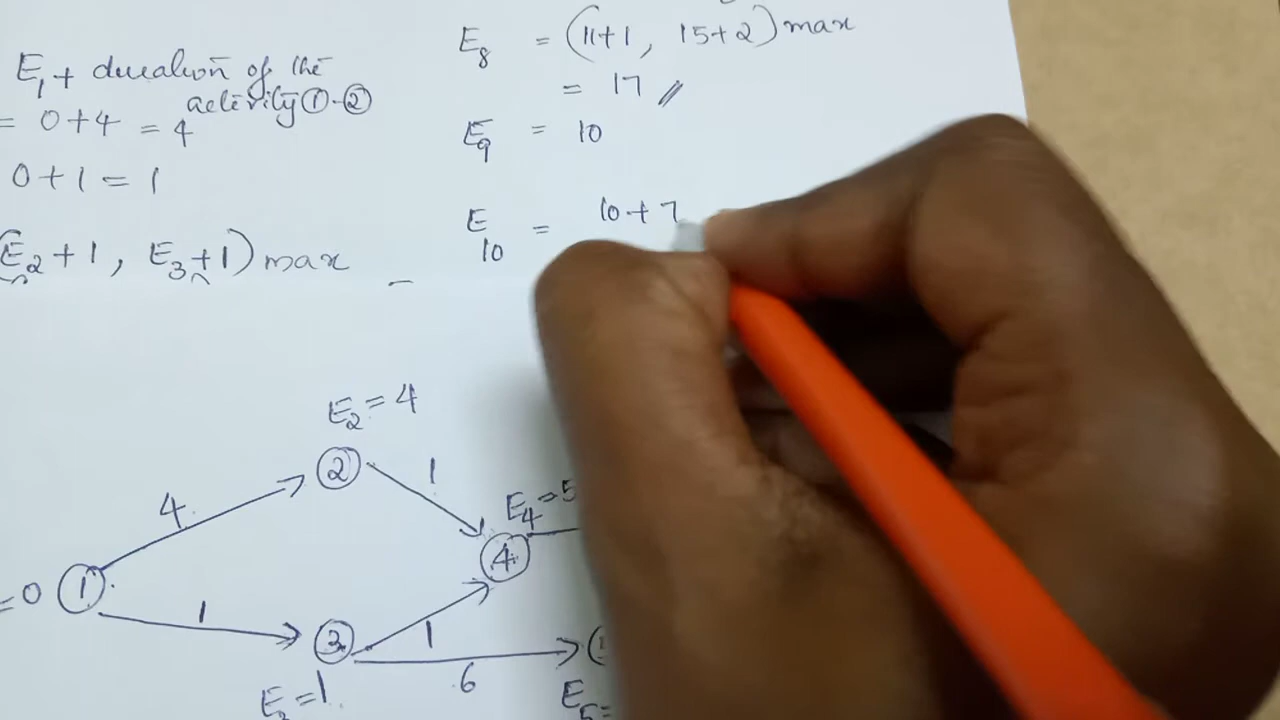 E1 + duration of the
activity ①-②
= 0+4 = 4
0+1 = 1
(E2+1, E3+1) max
E8 = (11+1, 15+2) max
= 17 //
E9 = 10
E10 = 10+7
E2 = 4
②
4
1
E4=5
④
=0 ①
1
③
1
6
E3=1
E5=